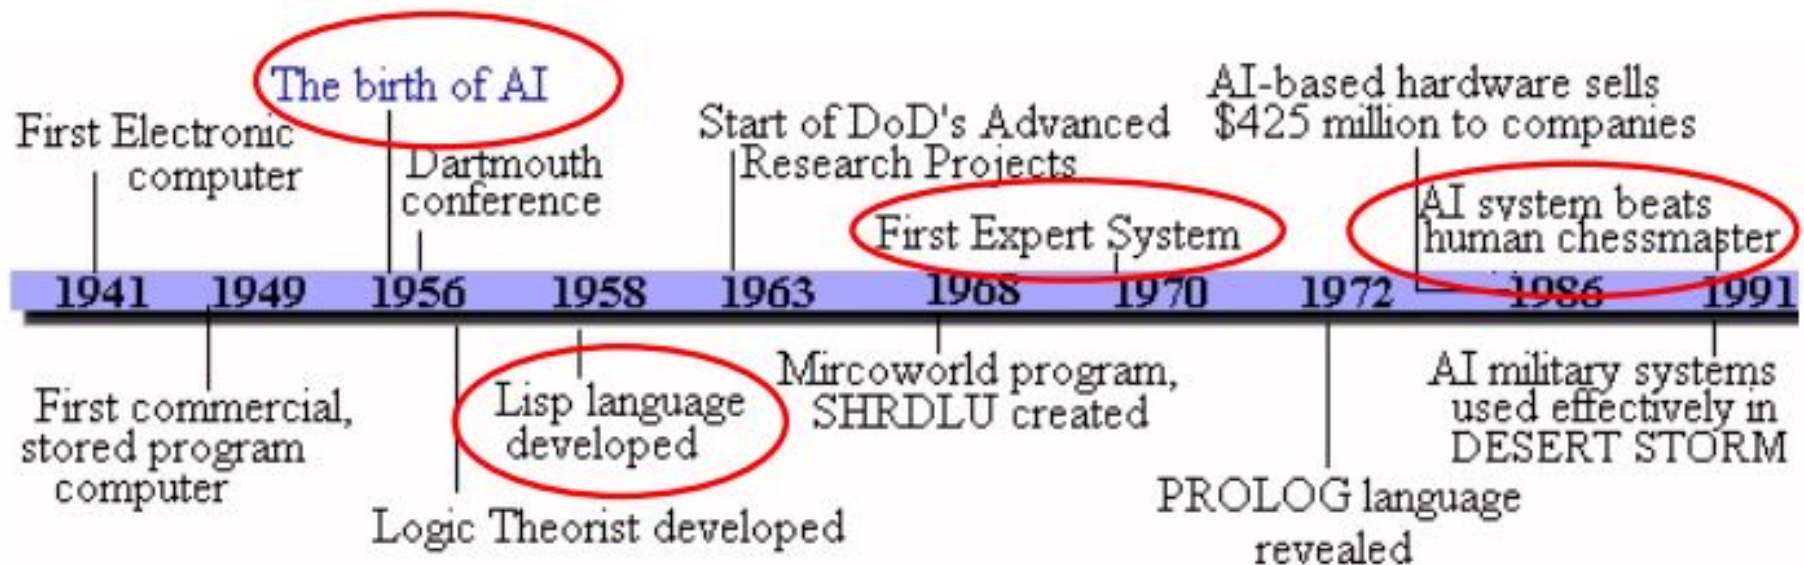 The birth of AI
First Electronic
computer
Dartmouth
conference
Start of DoD's Advanced
Research Projects
First Expert System
AI-based hardware sells
$425 million to companies
AI system beats
human chessmaster
1941 1949 1956 1958 1963 1968 1970 1972 1986 1991
First commercial,
stored program
computer
Lisp language
developed
Logic Theorist developed
Mircoworld program,
SHRDLU created
PROLOG language
revealed
AI military systems
used effectively in
DESERT STORM